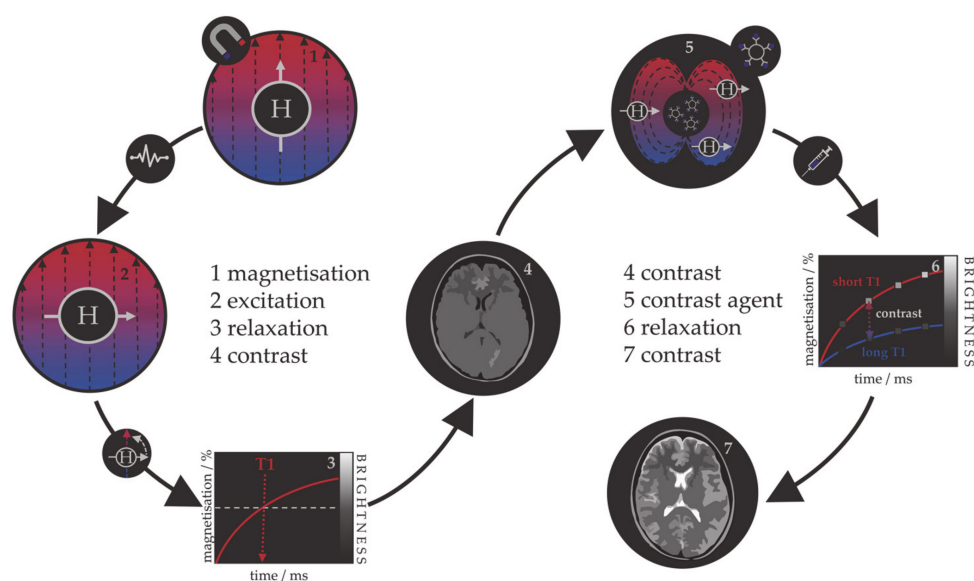 1
H
2
H
1 magnetisation
2 excitation
3 relaxation
4 contrast
H
magnetisation / %
T1
3
BRIGHTNESS
time / ms
4
5
H
H
H
4 contrast
5 contrast agent
6 relaxation
7 contrast
magnetisation / %
short T1
6
contrast
long T1
BRIGHTNESS
time / ms
7